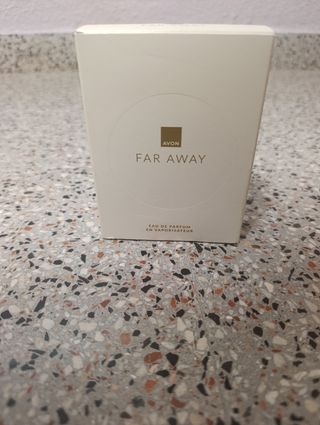 AVON
FAR AWAY
EAU DE PARFUM
EN VAPORISATEUR